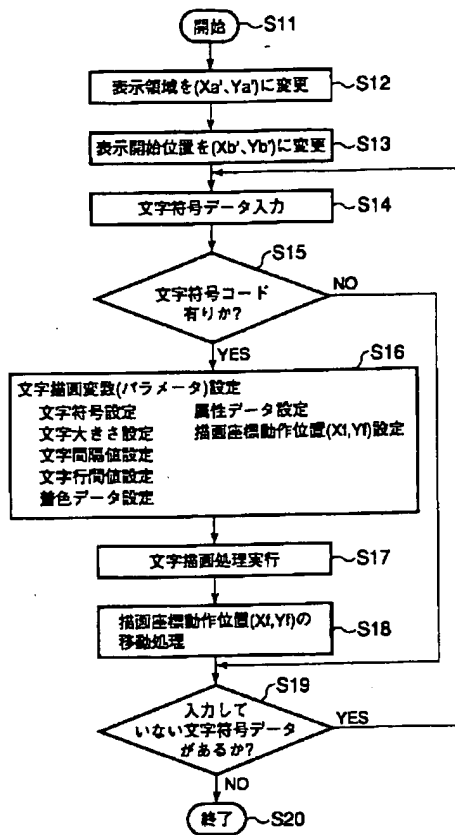 開始
S11
表示領域を(Xa'、Ya')に変更
S12
表示開始位置を(Xb'、Yb')に変更
S13
文字符号データ入力
S14
S15
文字符号コード
有りか?
NO
YES
S16
文字描画変数(パラメータ)設定
文字符号設定 属性データ設定
文字大きさ設定 描画座標動作位置(Xf,Yf)設定
文字間隔値設定
文字行間値設定
着色データ設定
文字描画処理実行
S17
描画座標動作位置(Xf,Yf)の
移動処理
S18
S19
入力して
いない文字符号データ
があるか?
YES
NO
終了
S20